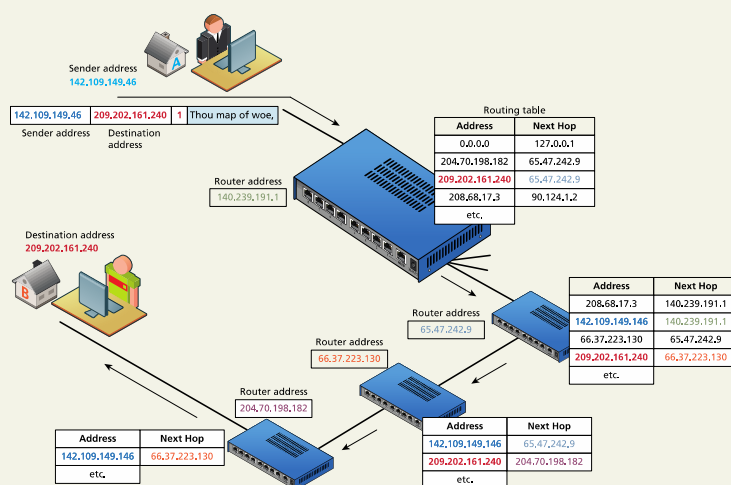 Sender address
142.109.149.46
A
142.109.149.46 209.202.161.240 1 Thou map of woe,
Sender address Destination
address
Routing table
Address Next Hop
0.0.0.0 127.0.0.1
204.70.198.182 65.47.242.9
209.202.161.240 65.47.242.9
208.68.17.3 90.124.1.2
etc.
Router address
140.239.191.1
Destination address
209.202.161.240
B
Router address
65.47.242.9
Address Next Hop
208.68.17.3 140.239.191.1
142.109.149.146 140.239.191.1
66.37.223.130 65.47.242.9
209.202.161.240 66.37.223.130
etc.
Router address
66.37.223.130
Router address
204.70.198.182
Address Next Hop
142.109.149.146 65.47.242.9
209.202.161.240 204.70.198.182
etc.
Address Next Hop
142.109.149.146 66.37.223.130
etc.